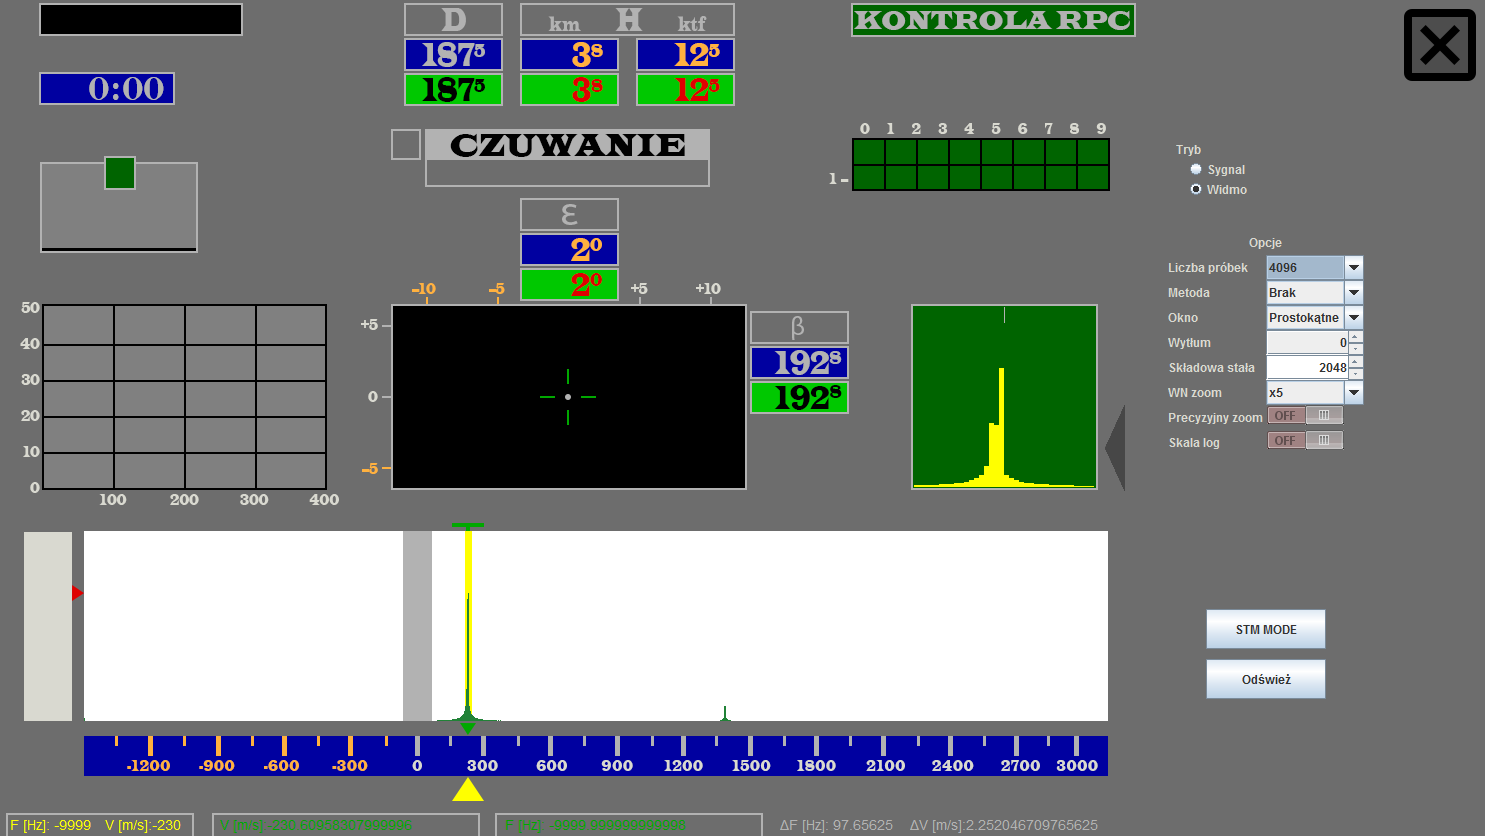 D km H ktf KONTROLA RPC
187⁵ 3⁸ 12⁵
0:00 187⁵ 3⁸ 12⁵
CZUWANIE
0 1 2 3 4 5 6 7 8 9
1
Tryb
Sygnal
Widmo
ε
2⁰
2⁰
-10 -5 +5 +10
Opcje
Liczba próbek 4096
Metoda Brak
Okno Prostokątne
Wytłum 0
Składowa stała 2048
WN zoom x5
Precyzyjny zoom OFF
Skala log OFF
50
40
30
20
10
0
100 200 300 400
+5
0
-5
β
192⁸
192⁸
STM MODE
Odśwież
-1200 -900 -600 -300 0 300 600 900 1200 1500 1800 2100 2400 2700 3000
F [Hz]: -9999 V [m/s]:-230 V [m/s]:-230.60958307999996 F [Hz]: -9999.999999999998 ΔF [Hz]: 97.65625 ΔV [m/s]:2.252046709765625